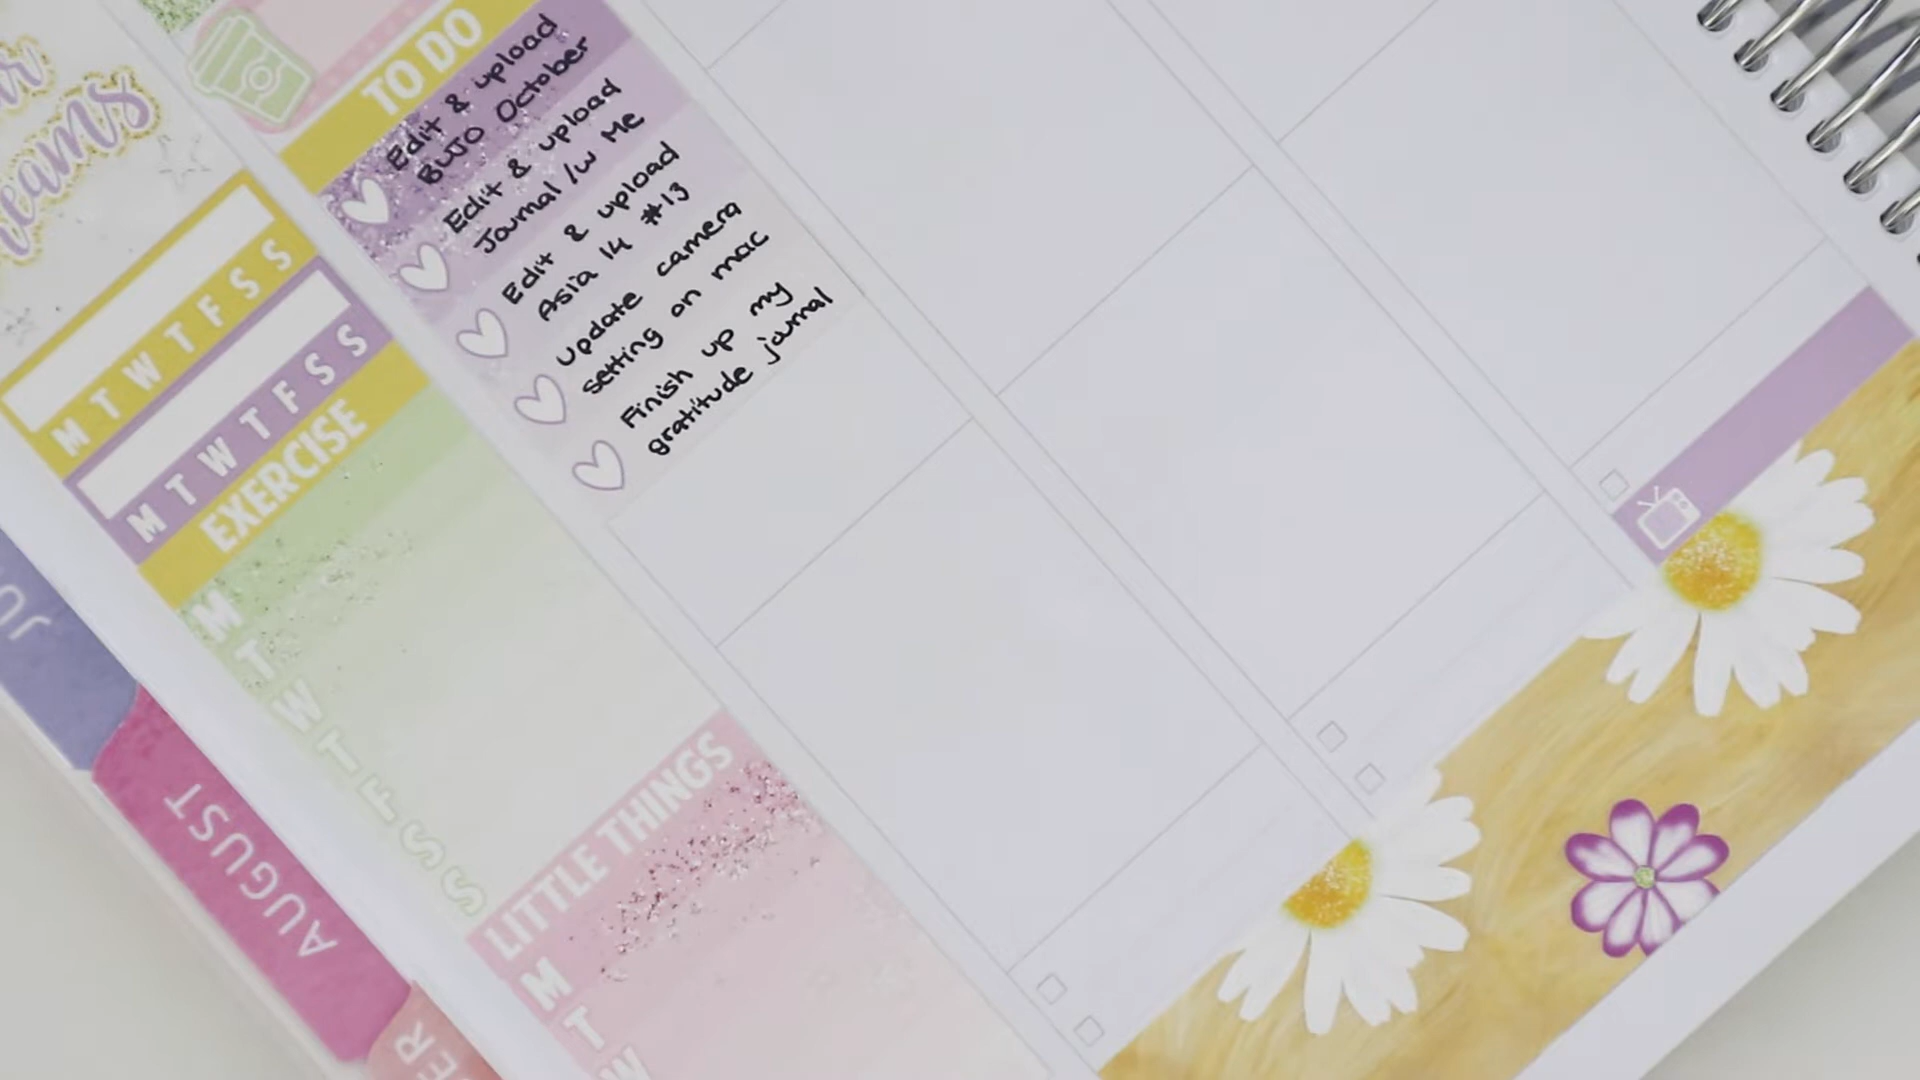 TO DO
Edit & upload
BUJO October
Edit & upload
Journal /w Me
Edit & upload
Asia 14 #13
update camera
setting on mac
Finish up my
gratitude journal
M T W T F S S
M T W T F S S
EXERCISE
M
T
W
T
F
S
S
LITTLE THINGS
M
T
W
AUGUST